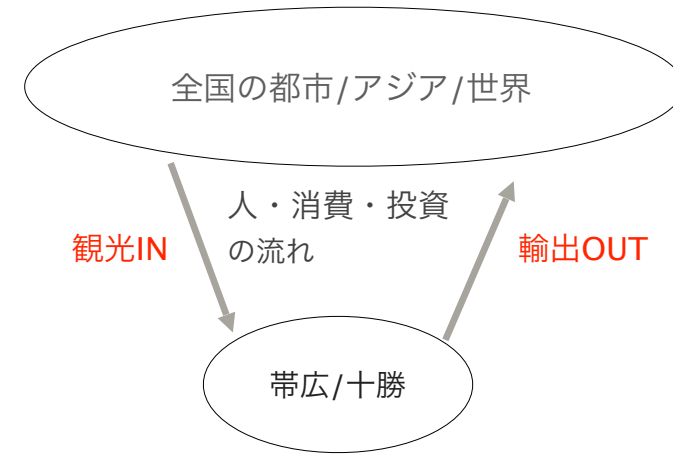 全国の都市/アジア/世界
人・消費・投資
の流れ
観光IN
輸出OUT
帯広/十勝